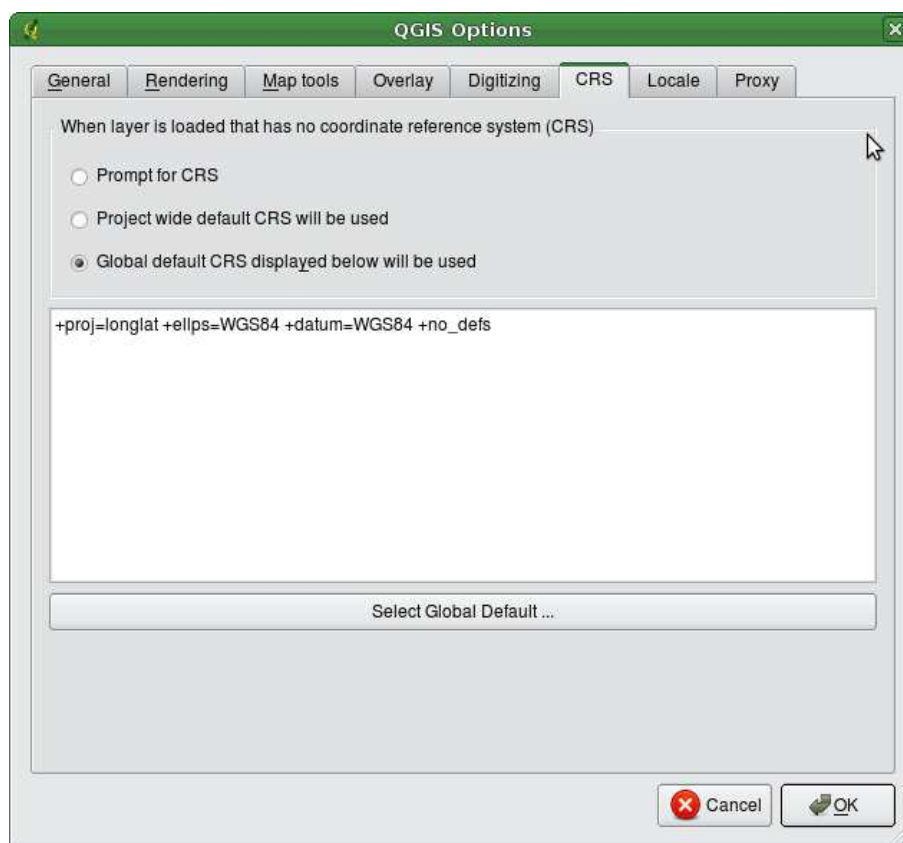 QGIS Options
General Rendering Map tools Overlay Digitizing CRS Locale Proxy
When layer is loaded that has no coordinate reference system (CRS)
Prompt for CRS
Project wide default CRS will be used
Global default CRS displayed below will be used
+proj=longlat +ellps=WGS84 +datum=WGS84 +no_defs
Select Global Default ...
Cancel OK